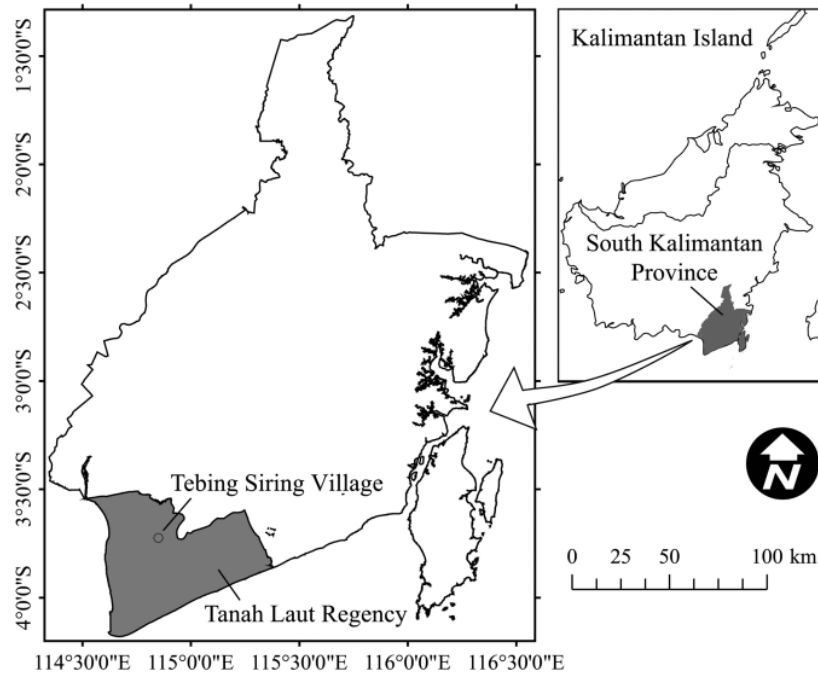 Kalimantan Island
South Kalimantan
Province
1°30'0"S
2°0'0"S
2°30'0"S
3°0'0"S
3°30'0"S
4°0'0"S
Tebing Siring Village
Tanah Laut Regency
N
0 25 50 100 km
114°30'0"E 115°0'0"E 115°30'0"E 116°0'0"E 116°30'0"E